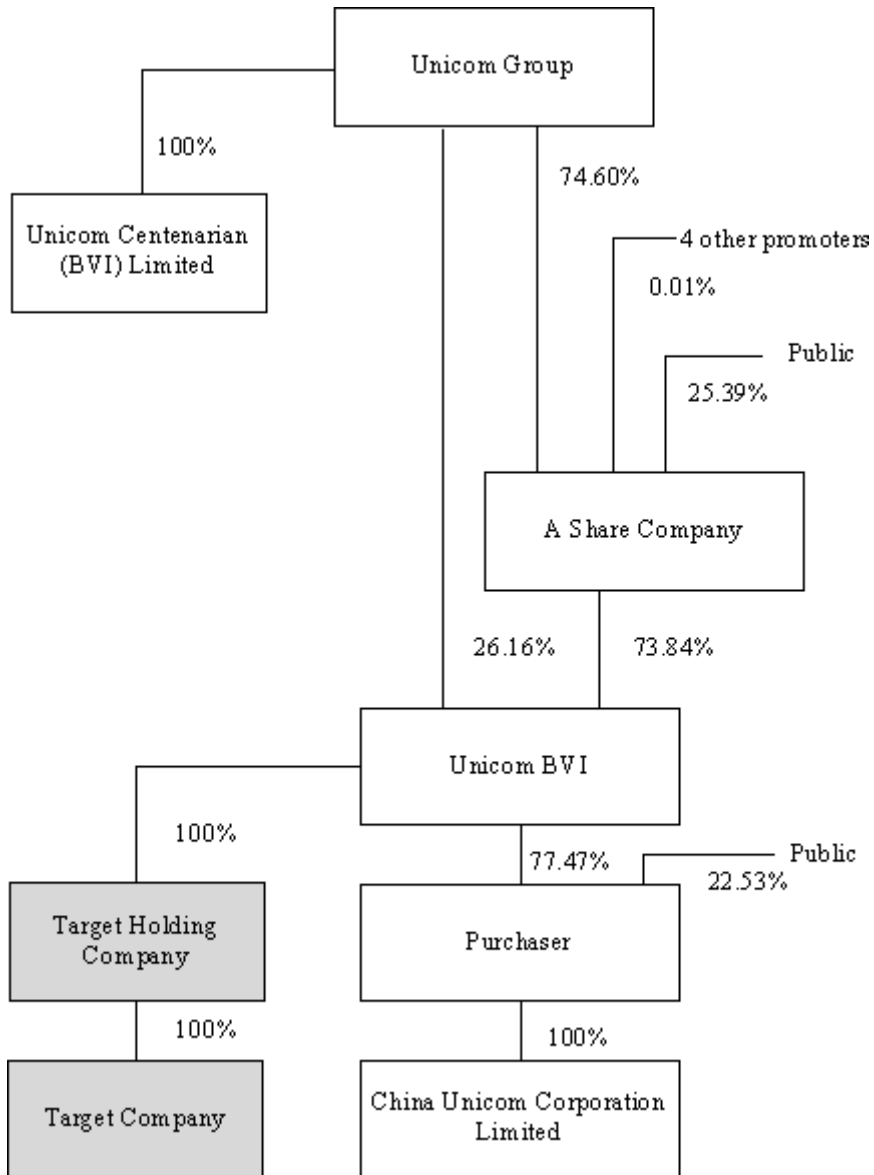 Unicom Group
100%
74.60%
Unicom Centenarian
(BVI) Limited
4 other promoters
0.01%
Public
25.39%
A Share Company
26.16%
73.84%
Unicom BVI
100%
77.47%
Public
22.53%
Target Holding
Company
Purchaser
100%
100%
Target Company
China Unicom Corporation
Limited